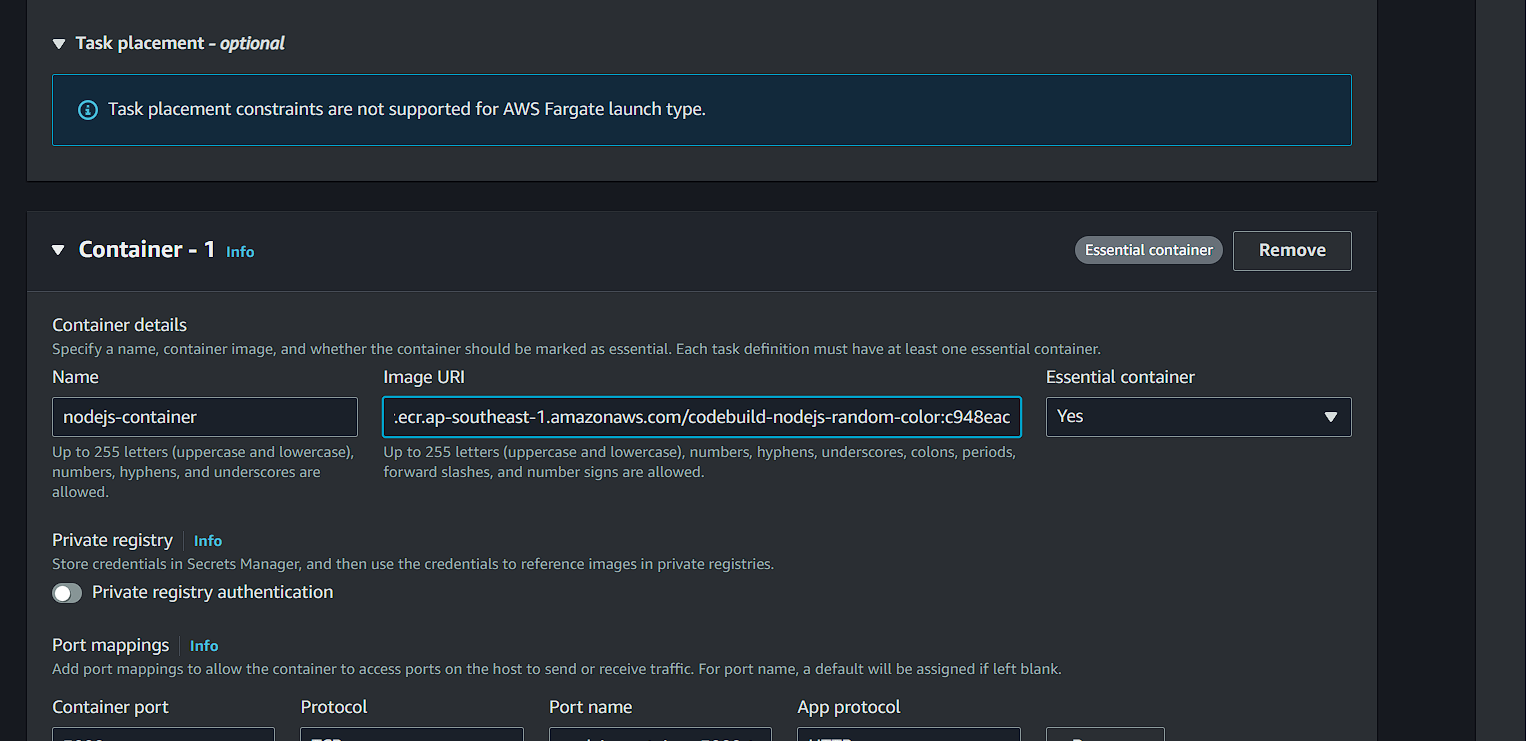 Task placement - optional
Task placement constraints are not supported for AWS Fargate launch type.
Container - 1 Info
Essential container
Remove
Container details
Specify a name, container image, and whether the container should be marked as essential. Each task definition must have at least one essential container.
Name
Image URI
Essential container
nodejs-container
.ecr.ap-southeast-1.amazonaws.com/codebuild-nodejs-random-color:c948eac
Yes
Up to 255 letters (uppercase and lowercase),
numbers, hyphens, and underscores are
allowed.
Up to 255 letters (uppercase and lowercase), numbers, hyphens, underscores, colons, periods,
forward slashes, and number signs are allowed.
Private registry Info
Store credentials in Secrets Manager, and then use the credentials to reference images in private registries.
Private registry authentication
Port mappings Info
Add port mappings to allow the container to access ports on the host to send or receive traffic. For port name, a default will be assigned if left blank.
Container port
Protocol
Port name
App protocol